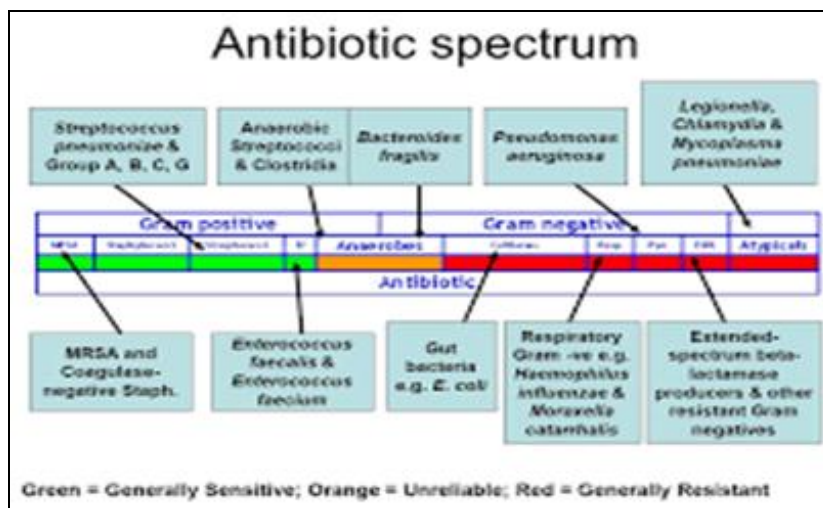 Antibiotic spectrum
Streptococcus
pneumoniae &
Group A, B, C, G
Anaerobic
Streptococci
& Clostridia
Bacteroides
fragilis
Pseudomonas
aeruginosa
Legionella,
Chlamydia &
Mycoplasma
pneumoniae
Gram positive
Gram negative
MRSA
Anaerobes
Coliforms
Atypicals
Antibiotic
MRSA and
Coagulase-
negative Staph.
Enterococcus
faecalis &
Enterococcus
faecium
Gut
bacteria
e.g. E. coli
Respiratory
Gram -ve e.g.
Haemophilus
influenzae &
Moraxella
catarrhalis
Extended-
spectrum beta-
lactamase
producers & other
resistant Gram
negatives
Green = Generally Sensitive; Orange = Unreliable; Red = Generally Resistant